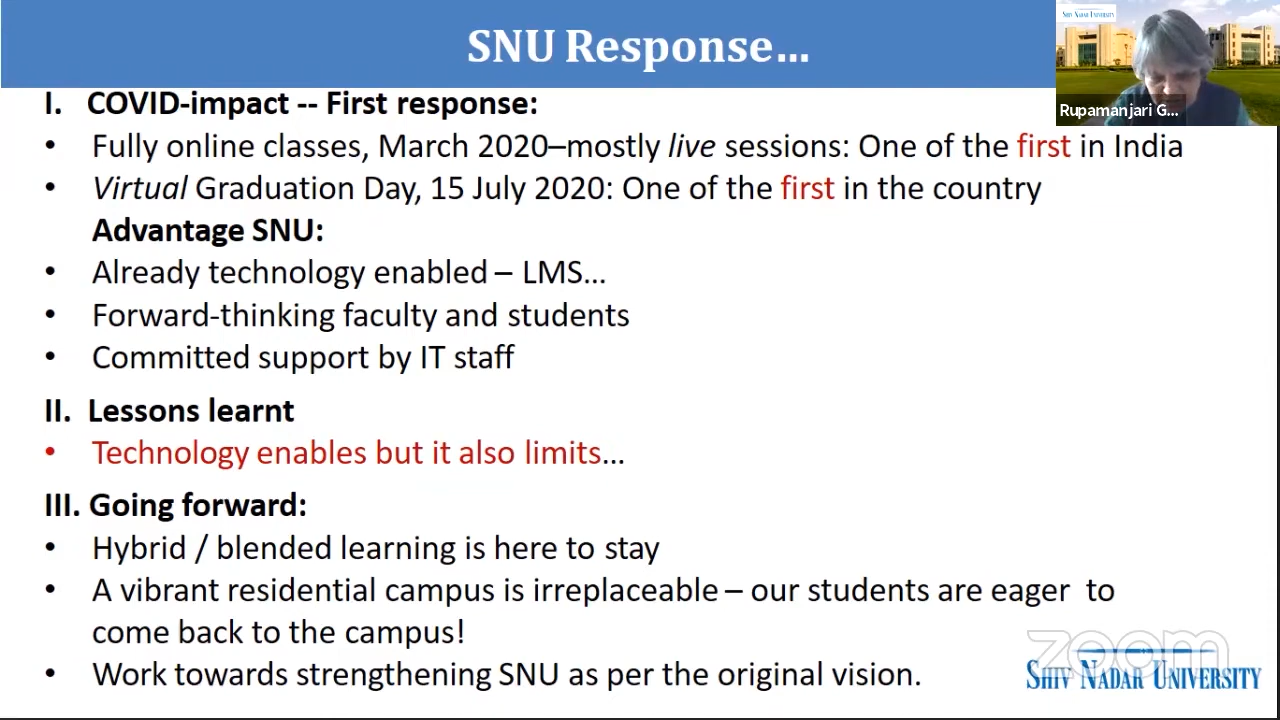 SNU Response…
SHIV NADAR UNIVERSITY
Rupamanjari G...
I. COVID-impact -- First response:
• Fully online classes, March 2020–mostly live sessions: One of the first in India
• Virtual Graduation Day, 15 July 2020: One of the first in the country
Advantage SNU:
• Already technology enabled – LMS…
• Forward-thinking faculty and students
• Committed support by IT staff
II. Lessons learnt
• Technology enables but it also limits…
III. Going forward:
• Hybrid / blended learning is here to stay
• A vibrant residential campus is irreplaceable – our students are eager to
come back to the campus!
• Work towards strengthening SNU as per the original vision.
zoom
SHIV NADAR UNIVERSITY